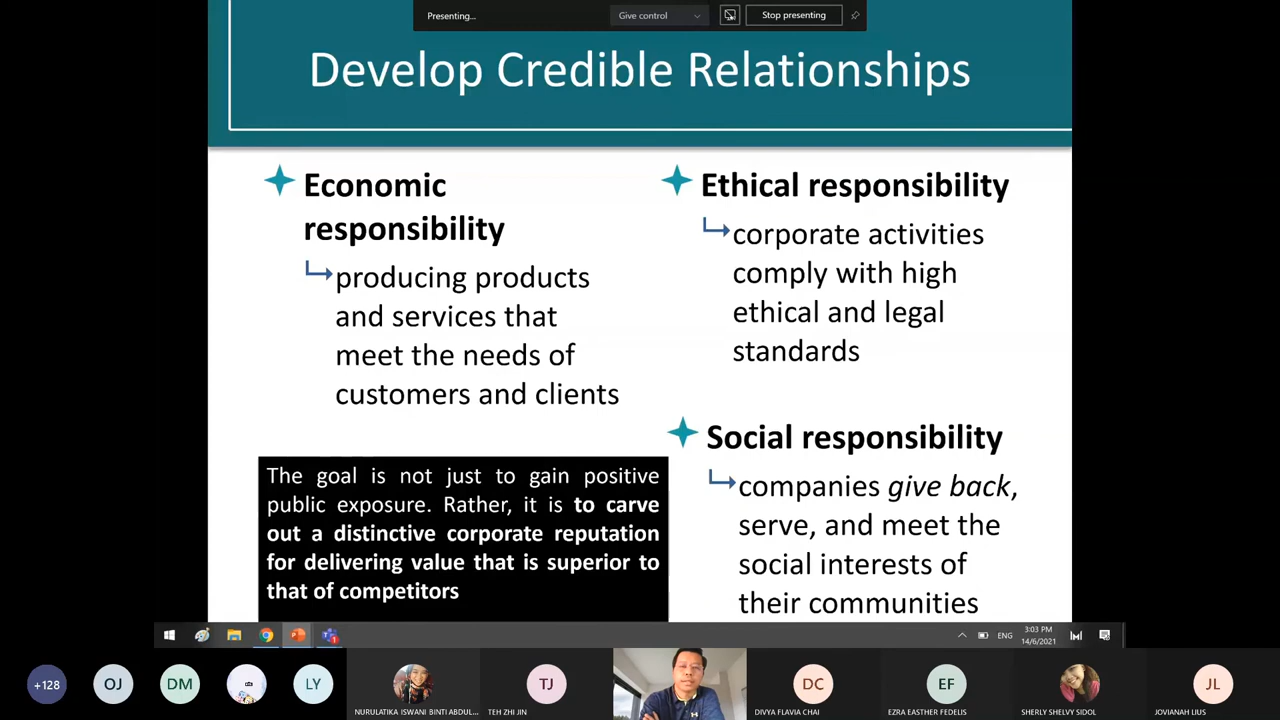 Presenting...
Give control
Stop presenting
Develop Credible Relationships
Economic
responsibility
producing products
and services that
meet the needs of
customers and clients
The goal is not just to gain positive
public exposure. Rather, it is to carve
out a distinctive corporate reputation
for delivering value that is superior to
that of competitors
Ethical responsibility
corporate activities
comply with high
ethical and legal
standards
Social responsibility
companies give back,
serve, and meet the
social interests of
their communities
ENG
3:03 PM
14/6/2021
+128
OJ
DM
LY
NURULATIKA ISWANI BINTI ABDUL...
TJ
TEH ZHI JIN
DC
DIVYA FLAVIA CHAI
EF
EZRA EASTHER FEDELIS
SHERLY SHELVY SIDOL
JL
JOVIANAH LIUS